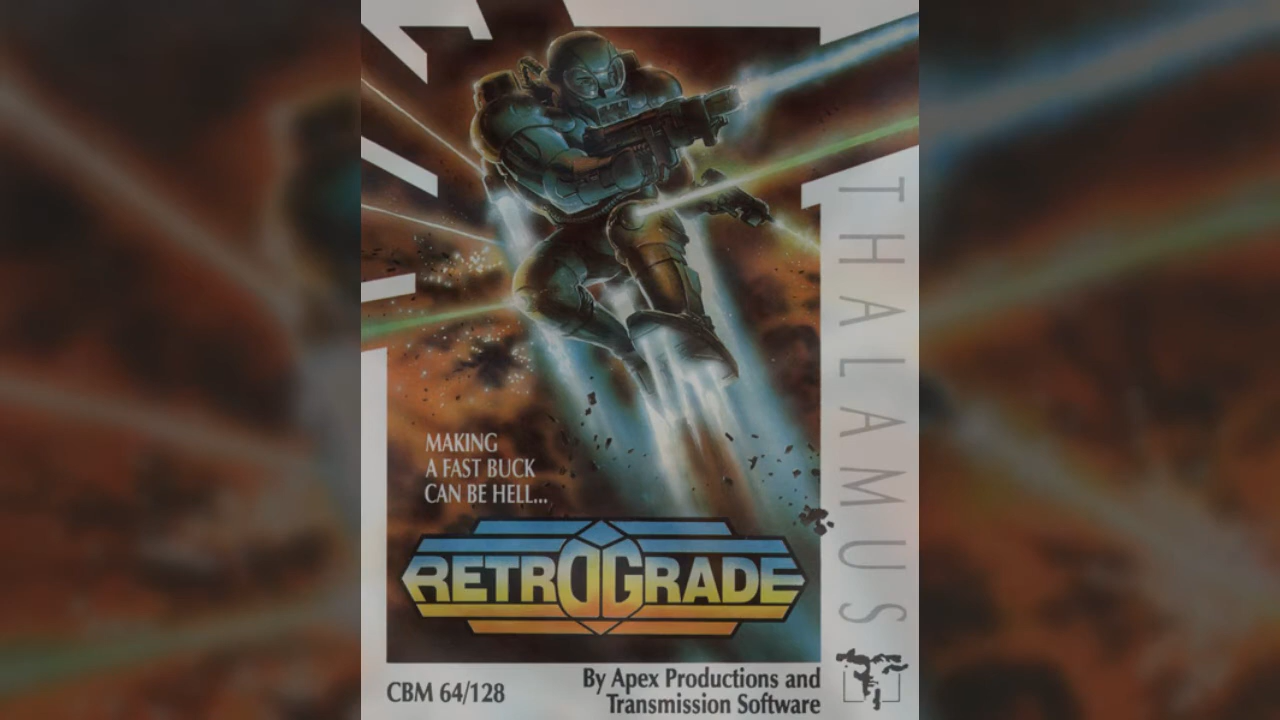 MAKING
A FAST BUCK
CAN BE HELL...
RETROGRADE
THALAMUS
CBM 64/128
By Apex Productions and
Transmission Software